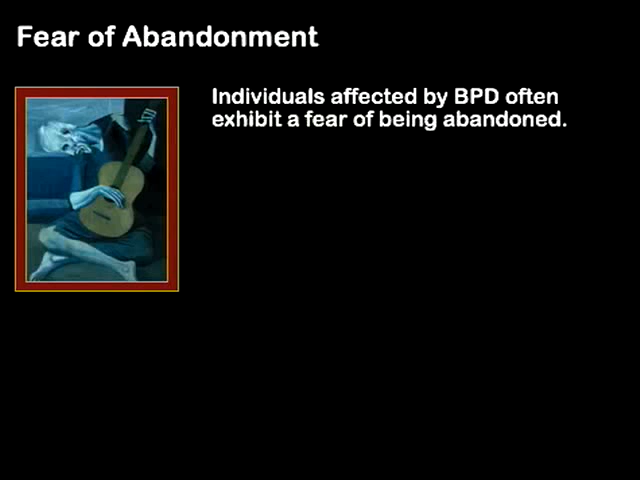 Fear of Abandonment
Individuals affected by BPD often
exhibit a fear of being abandoned.